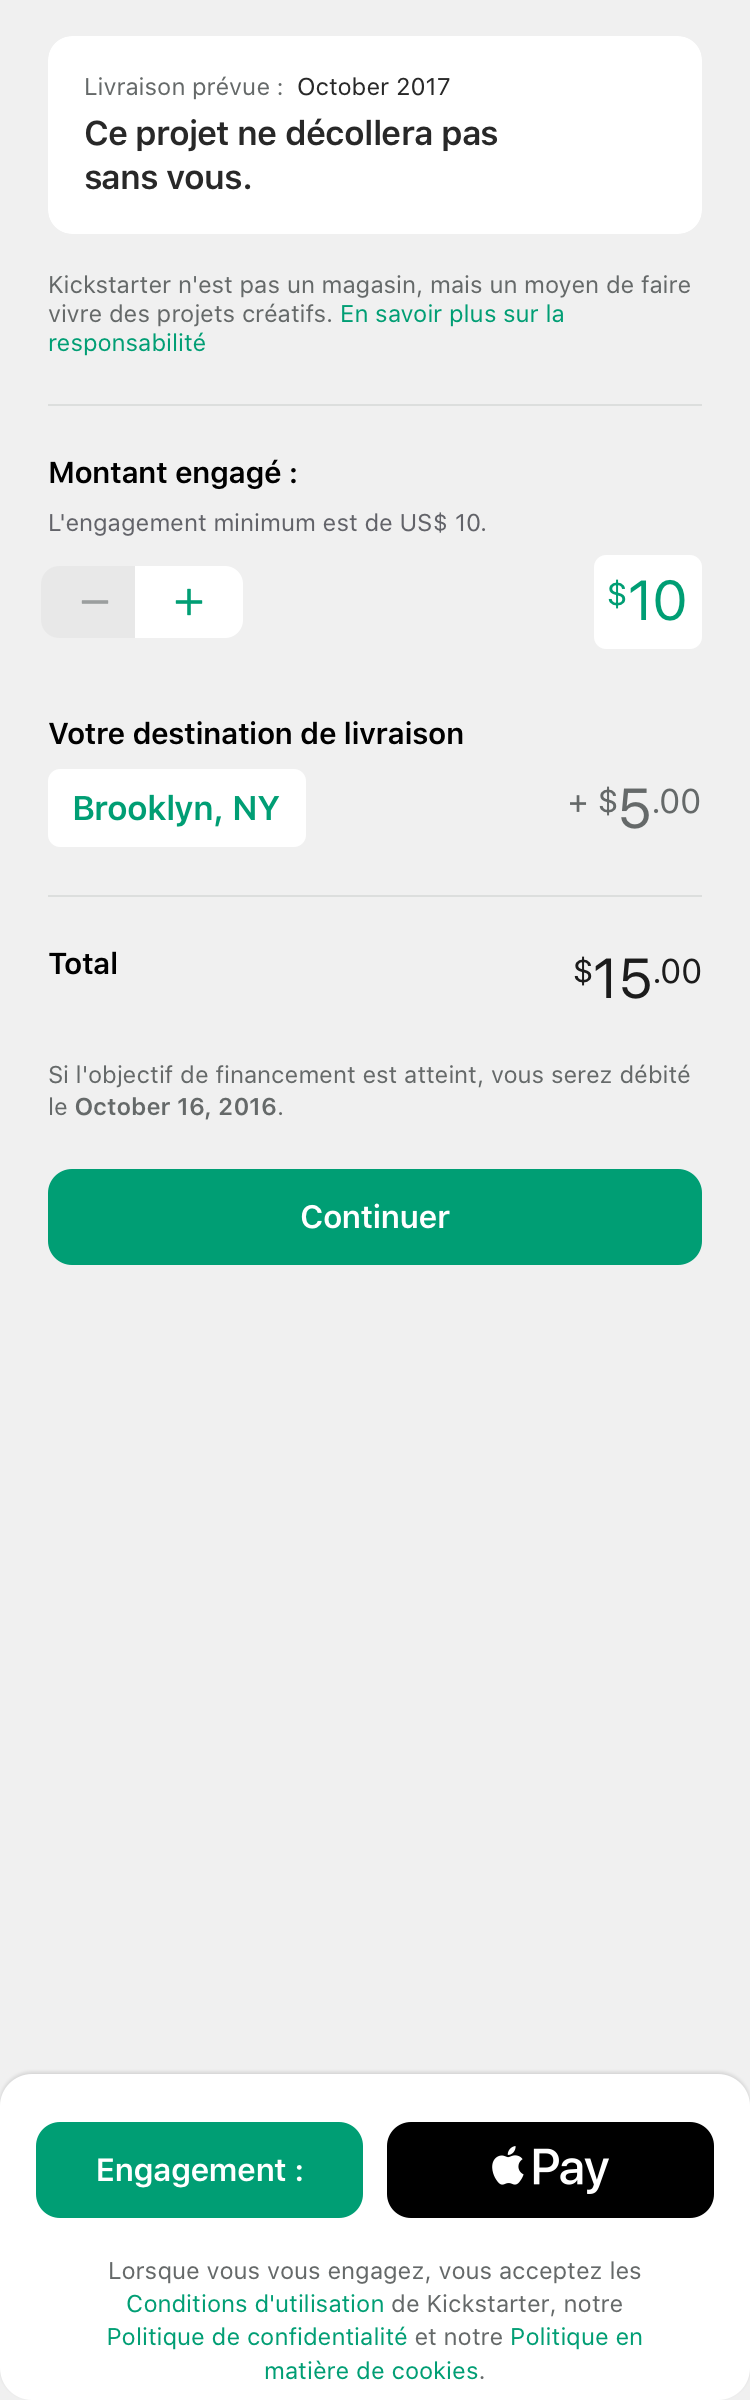 Livraison prévue : October 2017
Ce projet ne décollera pas
sans vous.
Kickstarter n'est pas un magasin, mais un moyen de faire
vivre des projets créatifs. En savoir plus sur la
responsabilité
Montant engagé :
L'engagement minimum est de US$ 10.
− +
$10
Votre destination de livraison
Brooklyn, NY
+ $5.00
Total
$15.00
Si l'objectif de financement est atteint, vous serez débité
le October 16, 2016.
Continuer
Engagement :
Pay
Lorsque vous vous engagez, vous acceptez les
Conditions d'utilisation de Kickstarter, notre
Politique de confidentialité et notre Politique en
matière de cookies.